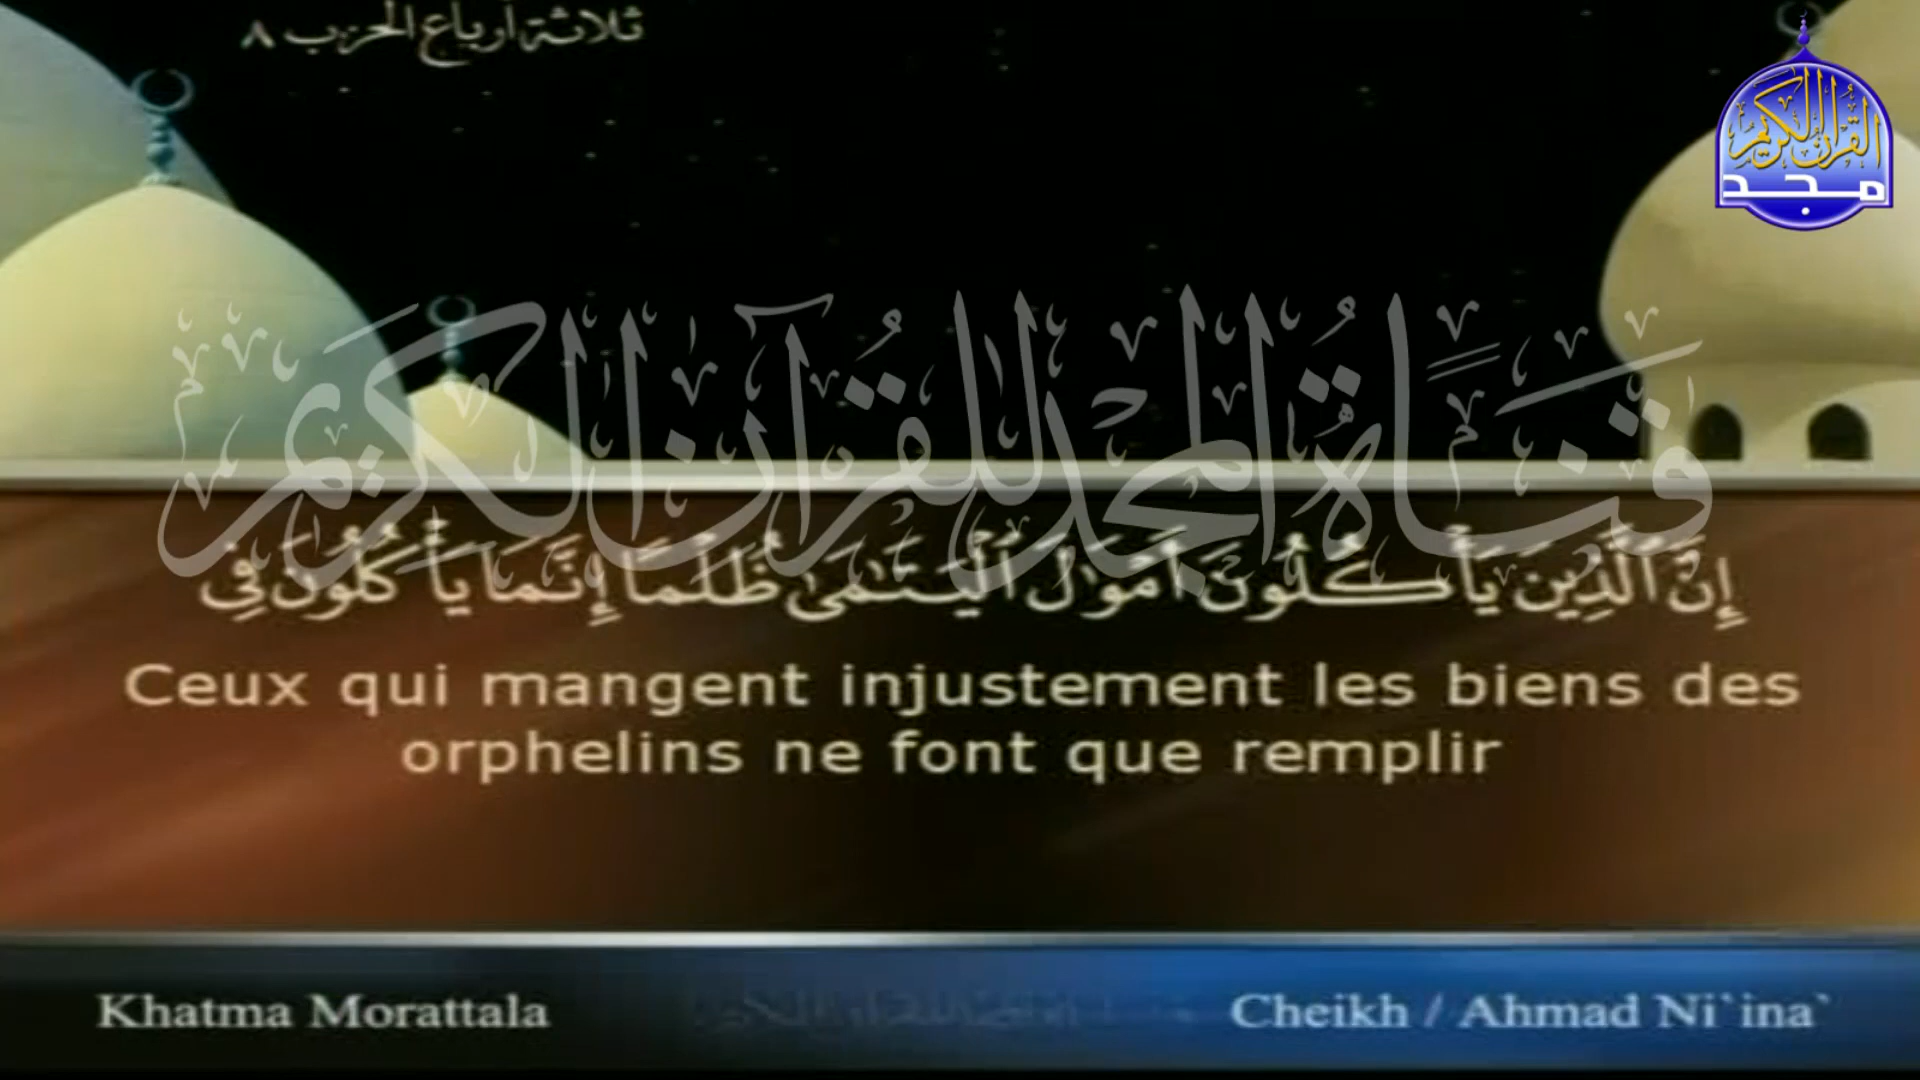 ثلاثة أرباع الحزب ٨
القرآن الكريم
مجد
قناة المجد للقرآن الكريم
إِنَّ ٱلَّذِينَ يَأْكُلُونَ أَمْوَٰلَ ٱلْيَتَٰمَىٰ ظُلْمًا إِنَّمَا يَأْكُلُونَ فِي
Ceux qui mangent injustement les biens des
orphelins ne font que remplir
Khatma Morattala
Cheikh / Ahmad Ni`ina`